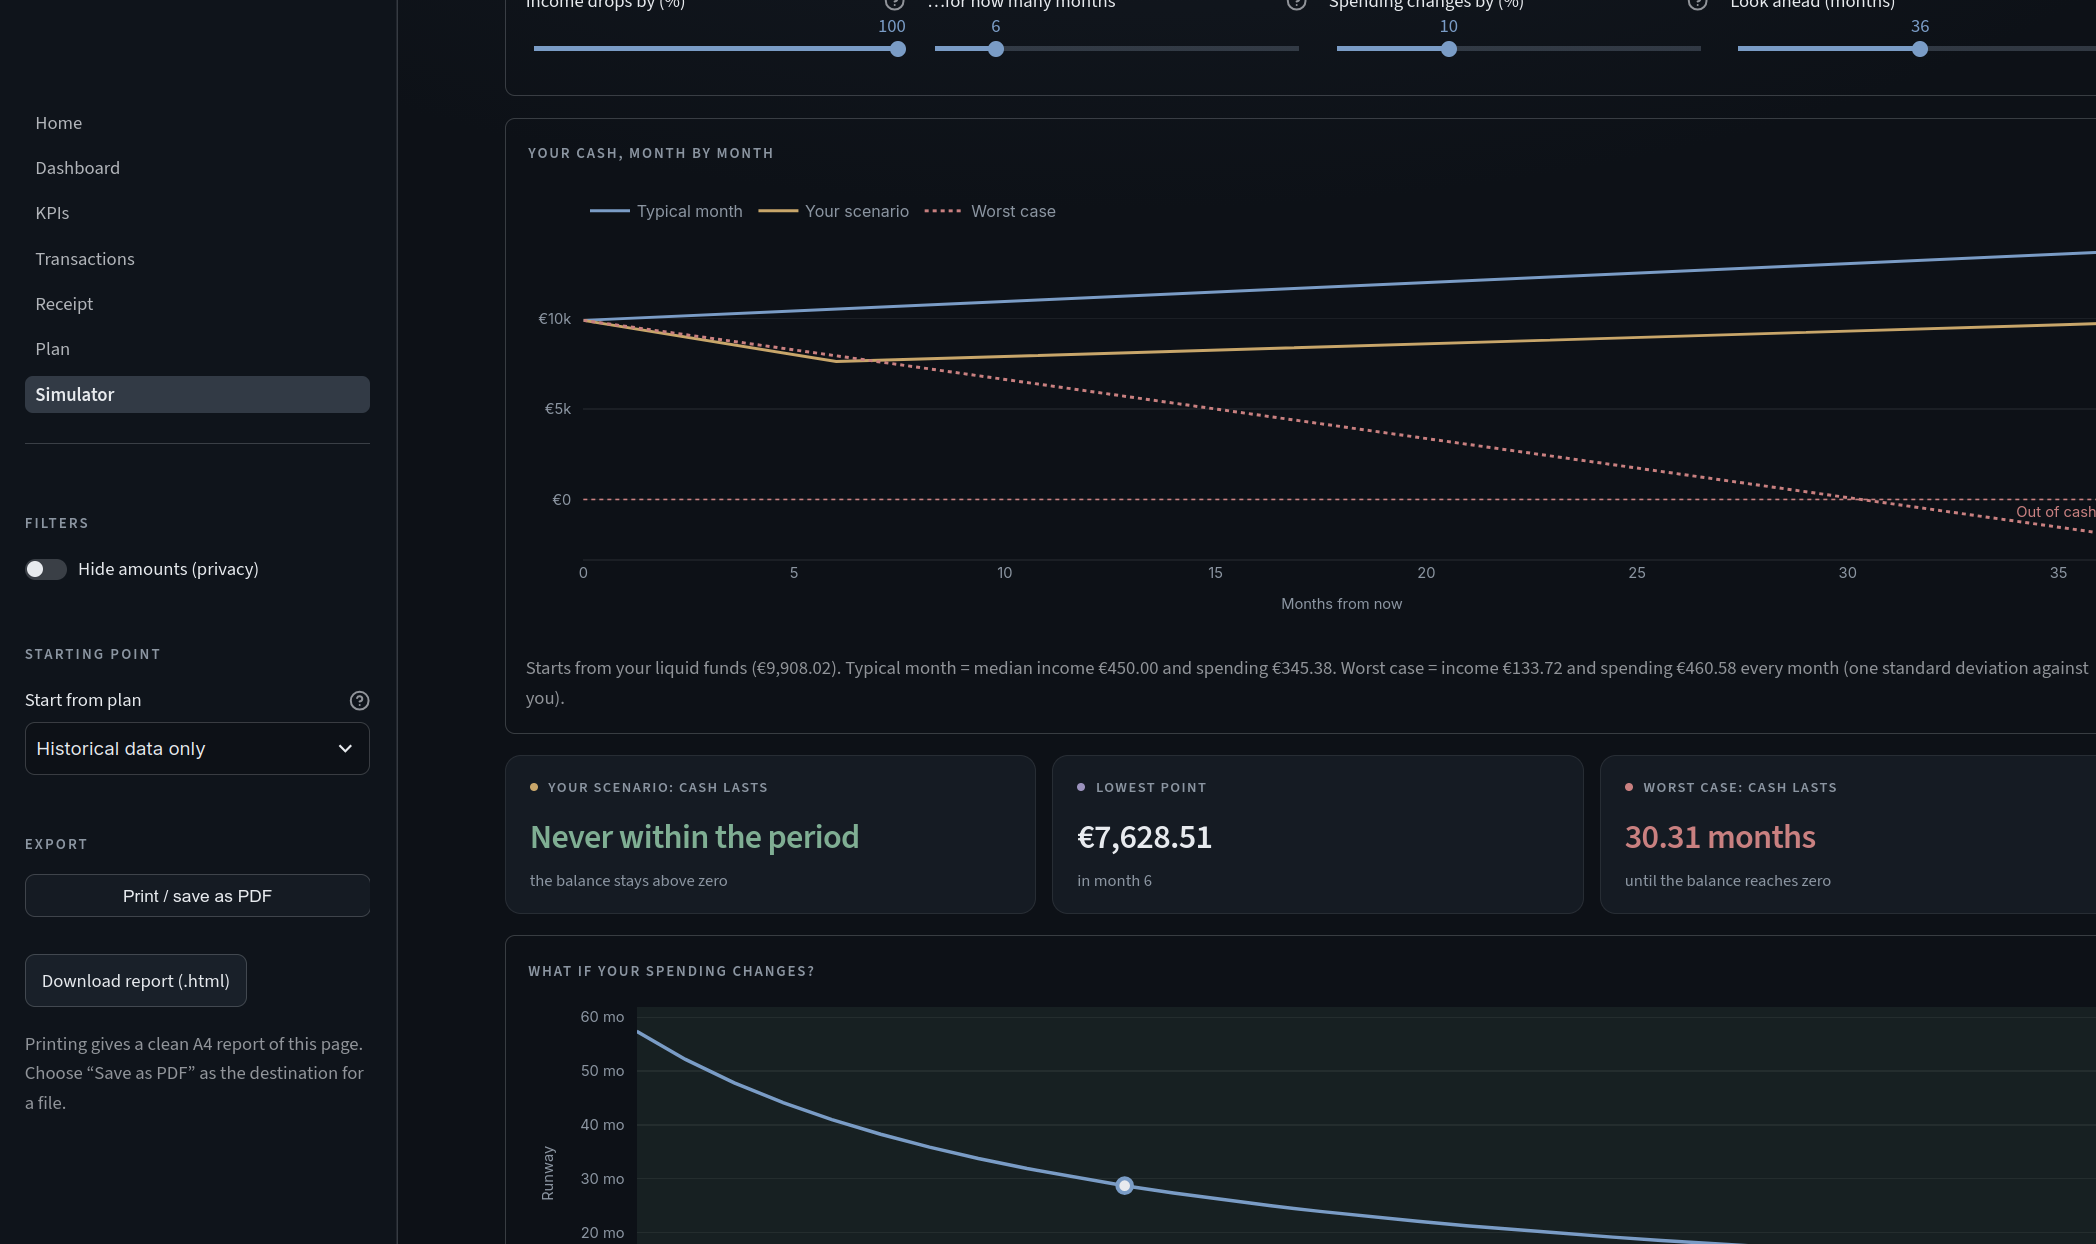 Income drops by (%)
…for how many months
Spending changes by (%)
Look ahead (months)
100
6
10
36
Home
Dashboard
KPIs
Transactions
Receipt
Plan
Simulator
FILTERS
Hide amounts (privacy)
STARTING POINT
Start from plan
Historical data only
EXPORT
Print / save as PDF
Download report (.html)
Printing gives a clean A4 report of this page.
Choose “Save as PDF” as the destination for
a file.
YOUR CASH, MONTH BY MONTH
Typical month
Your scenario
Worst case
€10k
€5k
€0
Out of cash
0
5
10
15
20
25
30
35
Months from now
Starts from your liquid funds (€9,908.02). Typical month = median income €450.00 and spending €345.38. Worst case = income €133.72 and spending €460.58 every month (one standard deviation against
you).
YOUR SCENARIO: CASH LASTS
Never within the period
the balance stays above zero
LOWEST POINT
€7,628.51
in month 6
WORST CASE: CASH LASTS
30.31 months
until the balance reaches zero
WHAT IF YOUR SPENDING CHANGES?
60 mo
50 mo
40 mo
30 mo
20 mo
Runway